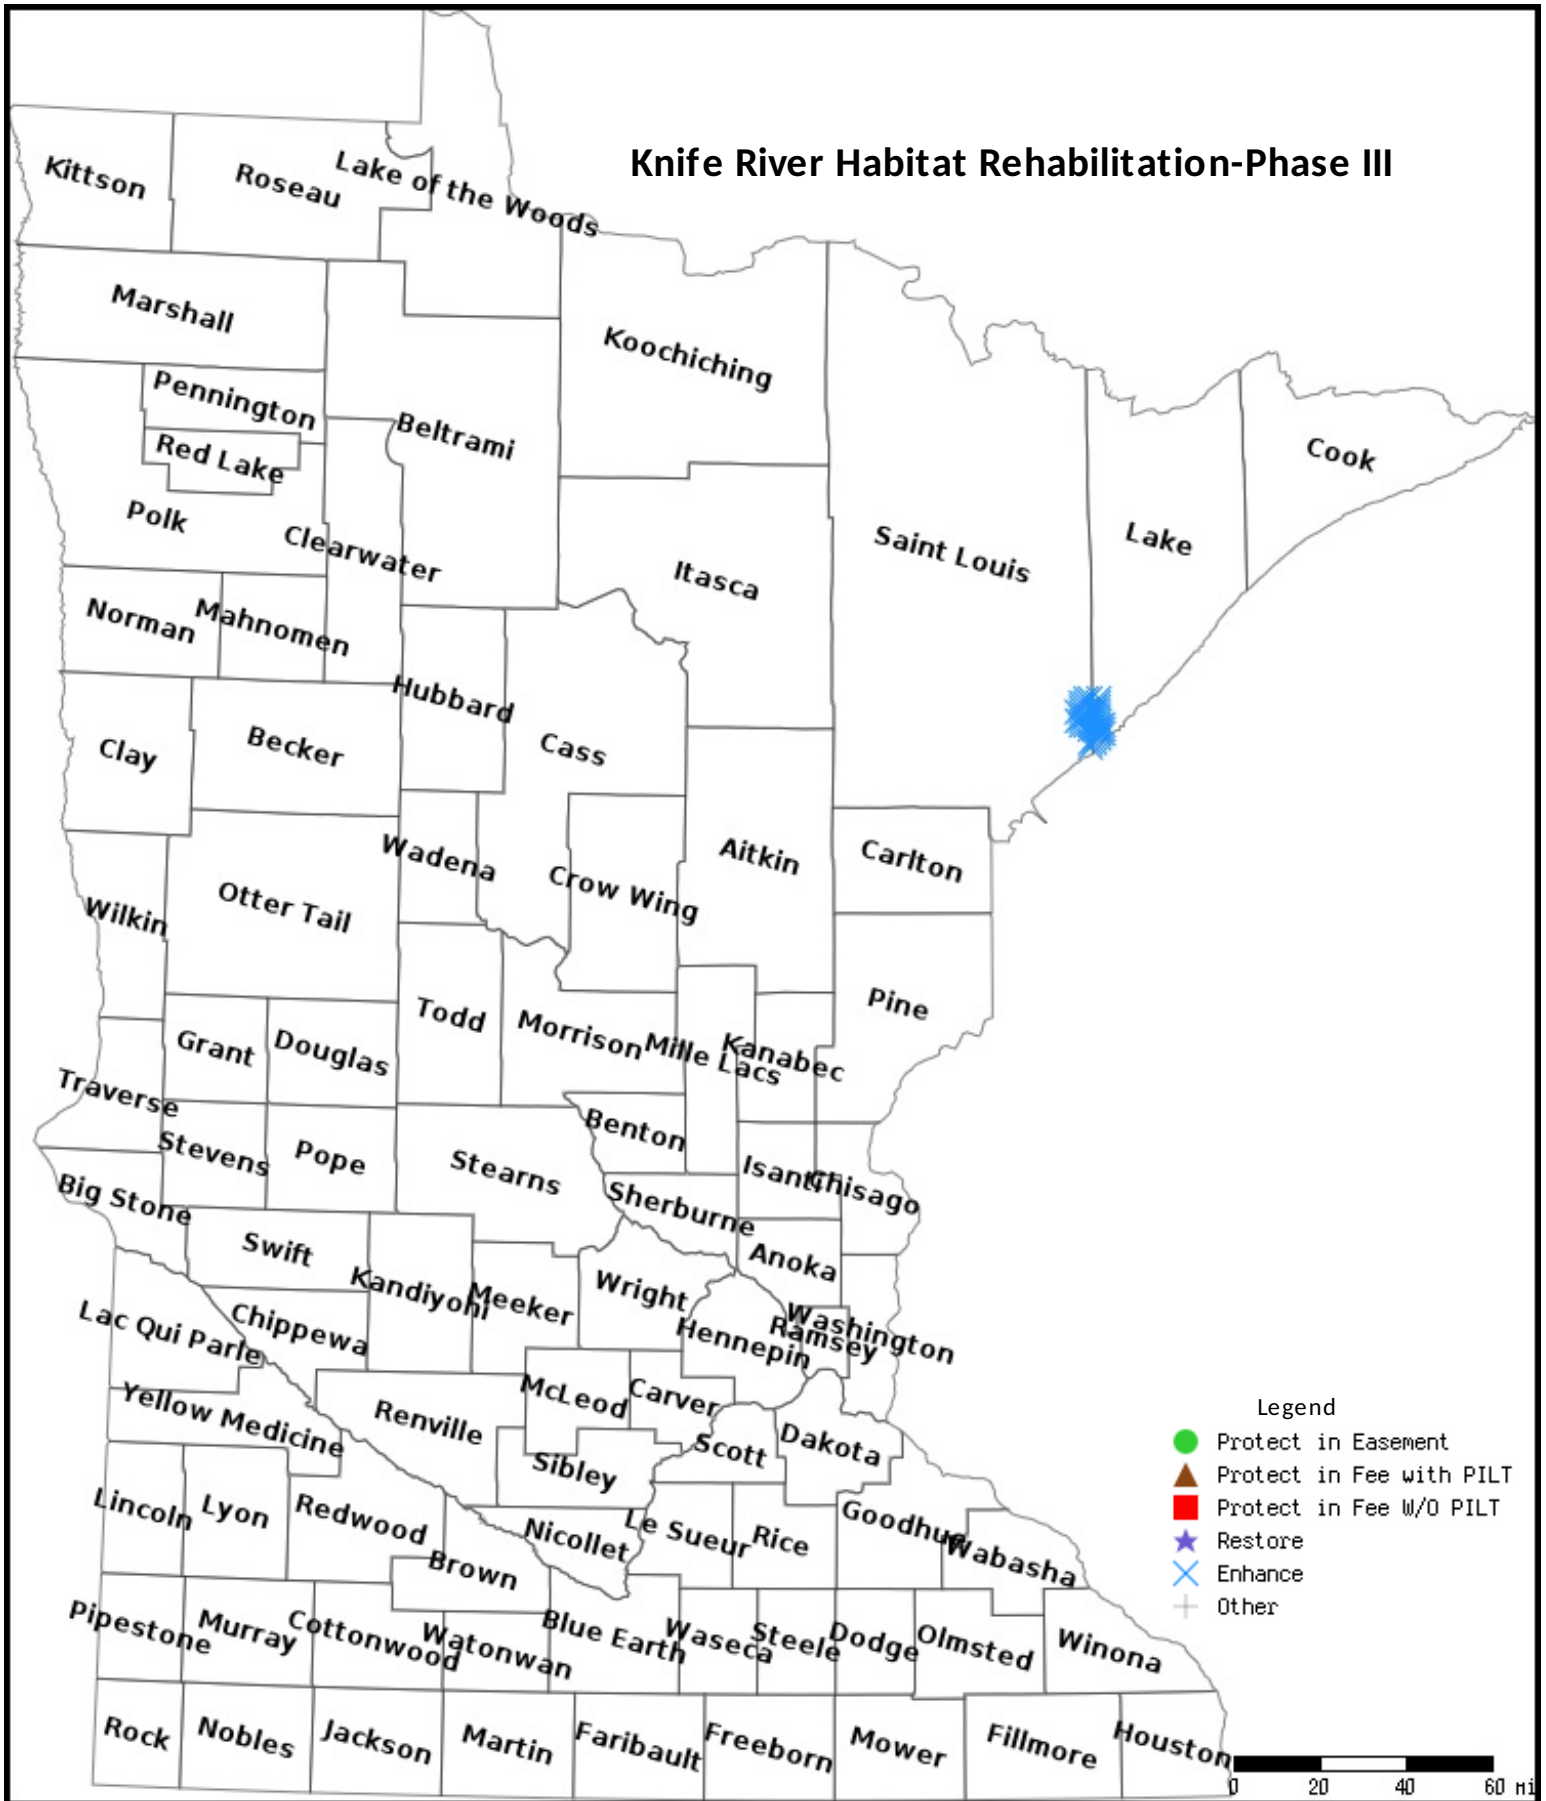 Knife River Habitat Rehabilitation-Phase III
Kittson
Roseau
Lake of the Woods
Marshall
Koochiching
Pennington
Beltrami
Red Lake
Cook
Polk
Clearwater
Saint Louis
Lake
Itasca
Norman
Mahnomen
Hubbard
Clay
Becker
Cass
Wadena
Aitkin
Carlton
Crow Wing
Otter Tail
Wilkin
Pine
Todd
Morrison
Mille Lacs
Kanabec
Grant
Douglas
Traverse
Benton
Stevens
Pope
Stearns
Isanti
Chisago
Big Stone
Sherburne
Swift
Anoka
Kandiyohi
Meeker
Wright
Washington
Ramsey
Hennepin
Lac Qui Parle
Chippewa
McLeod
Carver
Yellow Medicine
Renville
Scott
Dakota
Sibley
Lincoln
Lyon
Redwood
Nicollet
Le Sueur
Rice
Goodhue
Wabasha
Brown
Pipestone
Murray
Cottonwood
Watonwan
Blue Earth
Waseca
Steele
Dodge
Olmsted
Winona
Rock
Nobles
Jackson
Martin
Faribault
Freeborn
Mower
Fillmore
Houston
Legend
Protect in Easement
Protect in Fee with PILT
Protect in Fee W/O PILT
Restore
Enhance
Other
0 20 40 60 mi